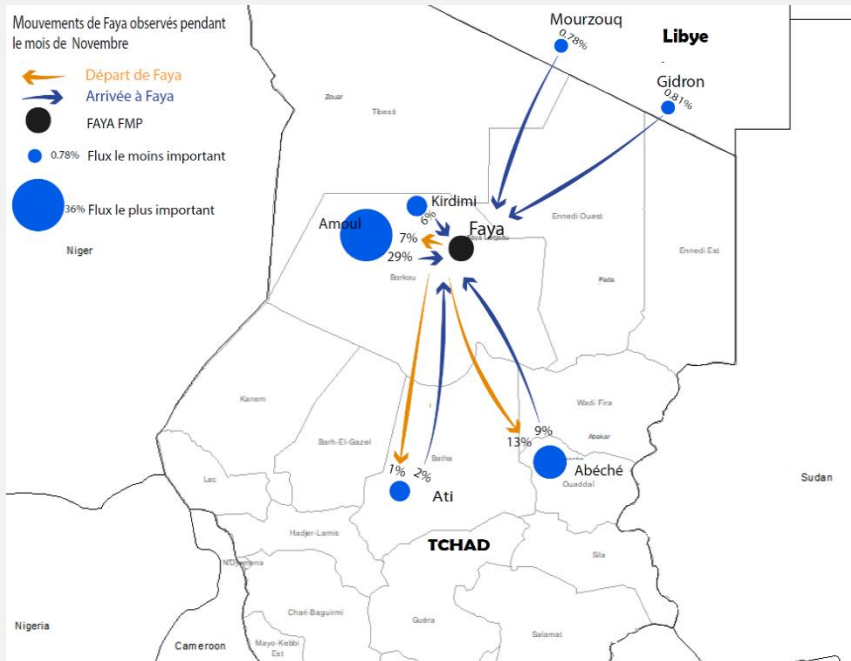 Mouvements de Faya observés pendant
le mois de Novembre
Départ de Faya
Arrivée à Faya
FAYA FMP
0.78% Flux le moins important
36% Flux le plus important
Mourzouq
0.78%
Libye
Gidron
0.81%
Zouar
Tibesti
Kirdimi
6%
Amoul
7%
29%
Faya
Borkou
Ennedi Ouest
Ennedi Est
Fada
Niger
Kanem
Barh-El-Gazel
Batha
Wadi Fira
Abakar
9%
13%
Abéché
Ouaddaï
1%
2%
Ati
Lac
Sudan
Hadjer-Lamis
TCHAD
Sila
N'Djamena
Chari-Baguirmi
Guéra
Salamat
Nigeria
Cameroon
Mayo-Kebbi
Est